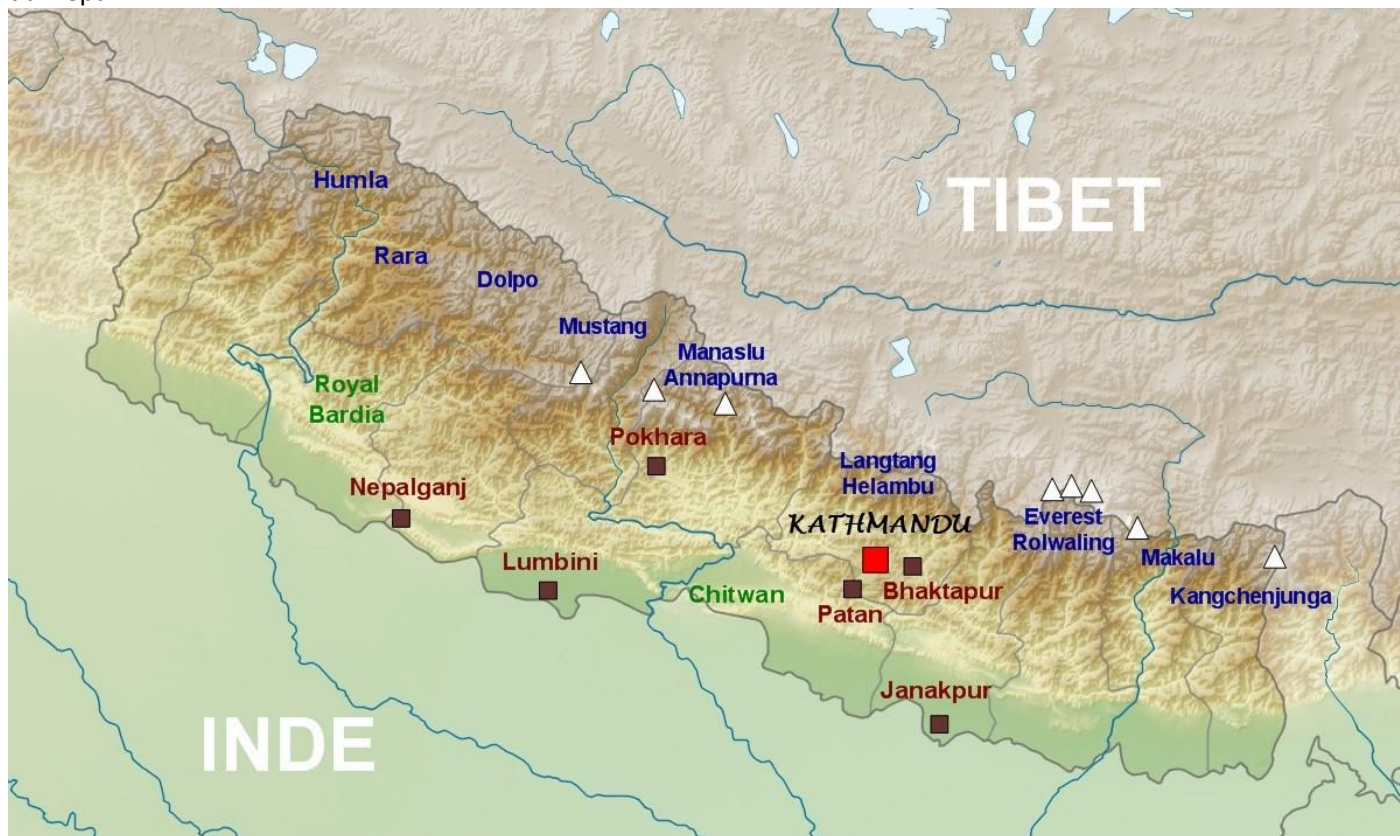 TIBET
Humla
Rara
Dolpo
Mustang
Manaslu
Annapurna
Royal
Bardia
Pokhara
Langtang
Helambu
Nepalganj
KATHMANDU
Everest
Rolwaling
Makalu
Lumbini
Chitwan
Bhaktapur
Patan
Kangchenjunga
Janakpur
INDE